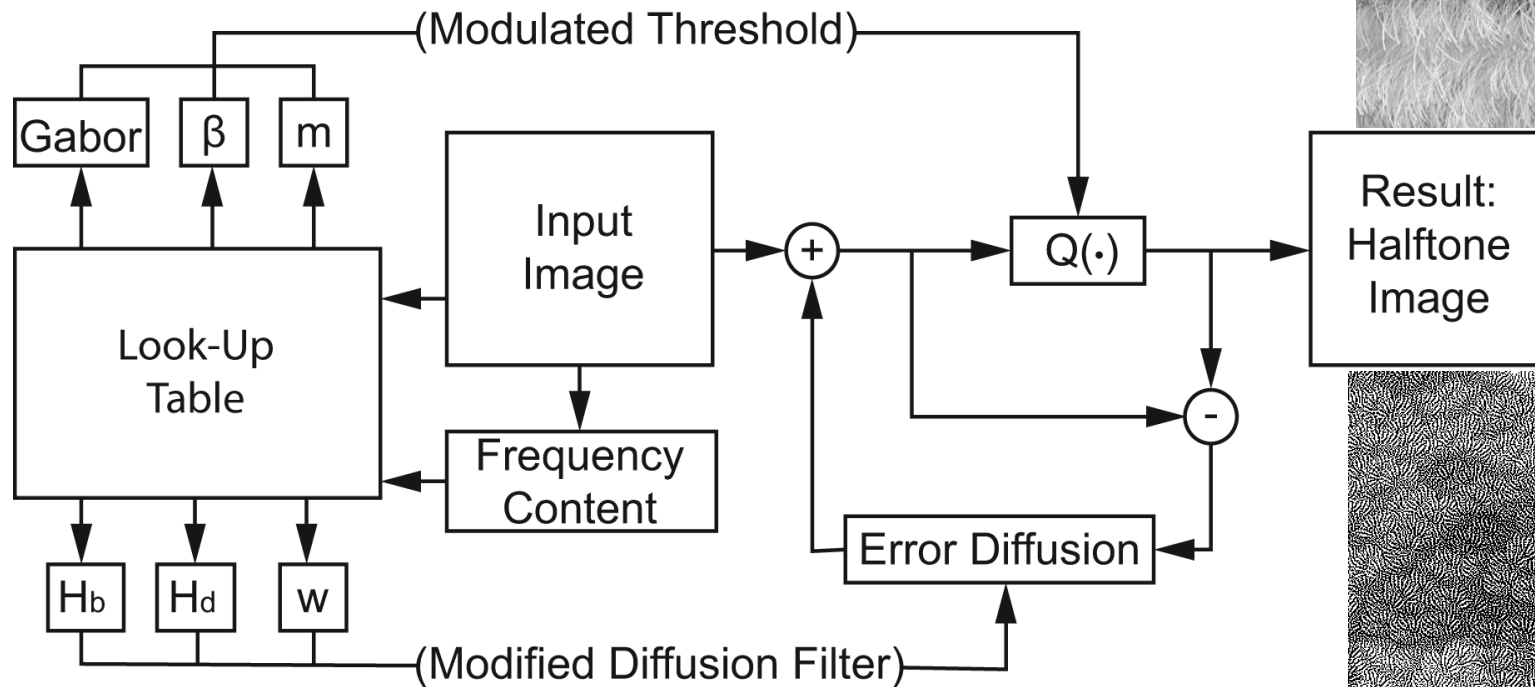 (Modulated Threshold)
Gabor
β
m
Input
Image
+
Q(·)
Result:
Halftone
Image
Look-Up
Table
-
Frequency
Content
Error Diffusion
Hb
Hd
w
(Modified Diffusion Filter)